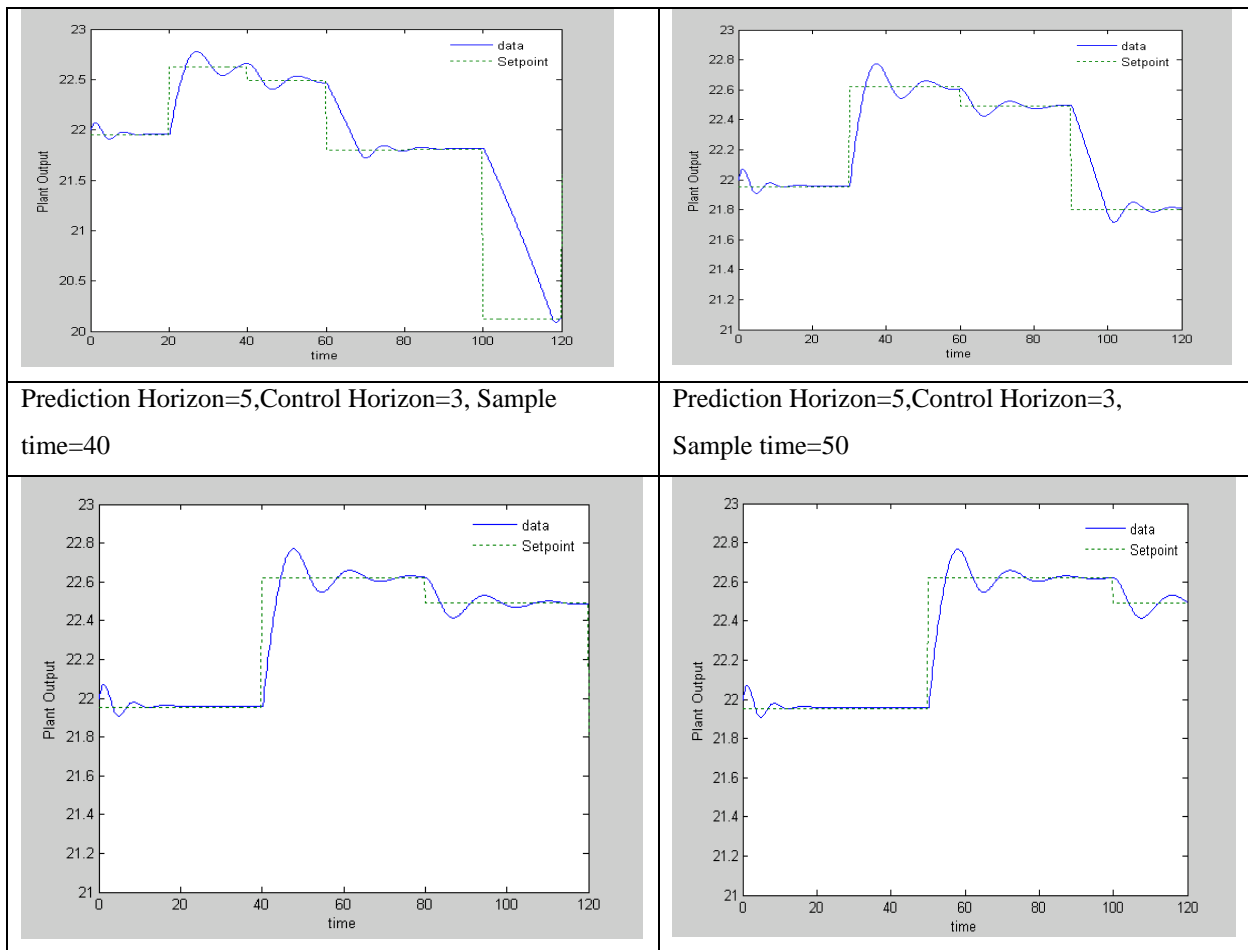 23
22.5
22
21.5
21
20.5
20
0 20 40 60 80 100 120
Plant Output
time
data
Setpoint
23
22.8
22.6
22.4
22.2
22
21.8
21.6
21.4
21.2
21
0 20 40 60 80 100 120
Plant Output
time
data
Setpoint
Prediction Horizon=5,Control Horizon=3, Sample
time=40
Prediction Horizon=5,Control Horizon=3,
Sample time=50
23
22.8
22.6
22.4
22.2
22
21.8
21.6
21.4
21.2
21
0 20 40 60 80 100 120
Plant Output
time
data
Setpoint
23
22.8
22.6
22.4
22.2
22
21.8
21.6
21.4
21.2
21
0 20 40 60 80 100 120
Plant Output
time
data
Setpoint